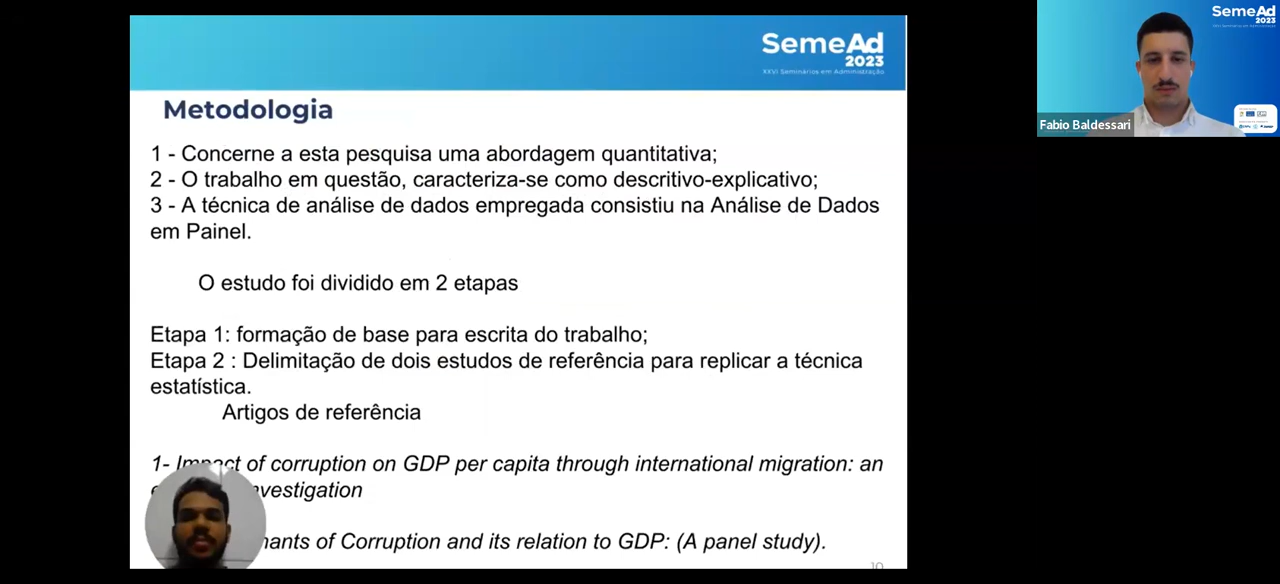 SemeAd
2023
XXVI Seminários em Administração
Metodologia
1 - Concerne a esta pesquisa uma abordagem quantitativa;
2 - O trabalho em questão, caracteriza-se como descritivo-explicativo;
3 - A técnica de análise de dados empregada consistiu na Análise de Dados
em Painel.
O estudo foi dividido em 2 etapas
Etapa 1: formação de base para escrita do trabalho;
Etapa 2 : Delimitação de dois estudos de referência para replicar a técnica
estatística.
Artigos de referência
1- Impact of corruption on GDP per capita through international migration: an
of Corruption and its relation to GDP: (A panel study).
10
SemeAd
2023
Fabio Baldessari